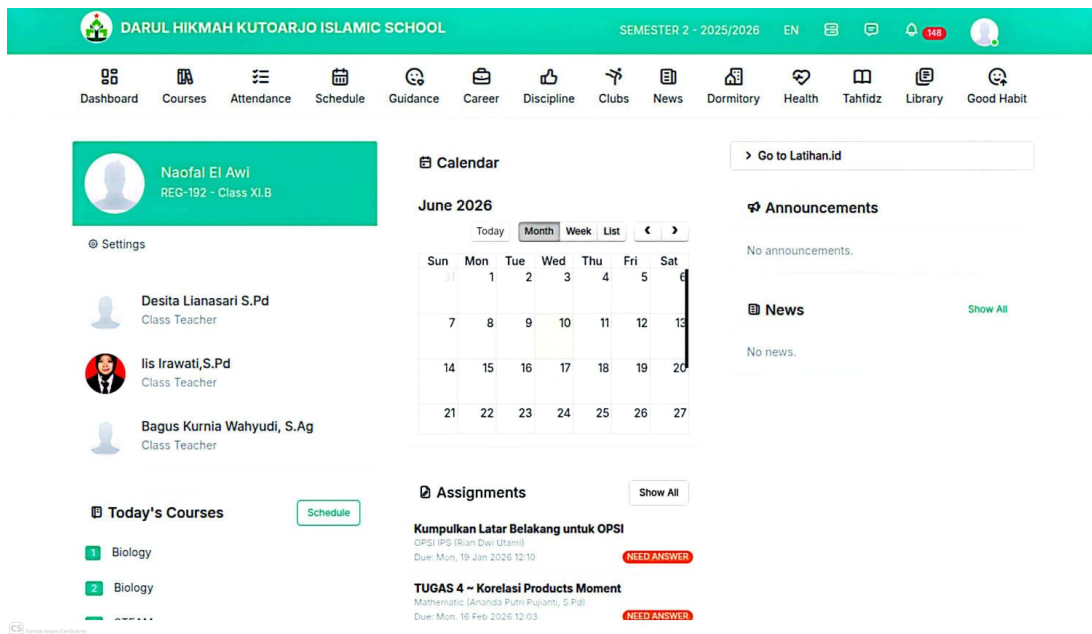 DARUL HIKMAH KUTOARJO ISLAMIC SCHOOL
SEMESTER 2 - 2025/2026 EN 148
Dashboard Courses Attendance Schedule Guidance Career Discipline Clubs News Dormitory Health Tahfidz Library Good Habit
Naofal El Awi
REG-192 - Class XI.B
Settings
Desita Lianasari S.Pd
Class Teacher
Iis Irawati,S.Pd
Class Teacher
Bagus Kurnia Wahyudi, S.Ag
Class Teacher
Today's Courses Schedule
1 Biology
2 Biology
Calendar
June 2026
Today Month Week List
Sun Mon Tue Wed Thu Fri Sat
31 1 2 3 4 5 6
7 8 9 10 11 12 13
14 15 16 17 18 19 20
21 22 23 24 25 26 27
Assignments Show All
Kumpulkan Latar Belakang untuk OPSI
OPSI IPS (Rian Dwi Utami)
Due: Mon, 19 Jan 2026 12:10 NEED ANSWER
TUGAS 4 ~ Korelasi Products Moment
Mathematic (Ananda Putri Pujianti, S.Pd)
Due: Mon, 16 Feb 2026 12:03 NEED ANSWER
Go to Latihan.id
Announcements
No announcements.
News Show All
No news.
CS